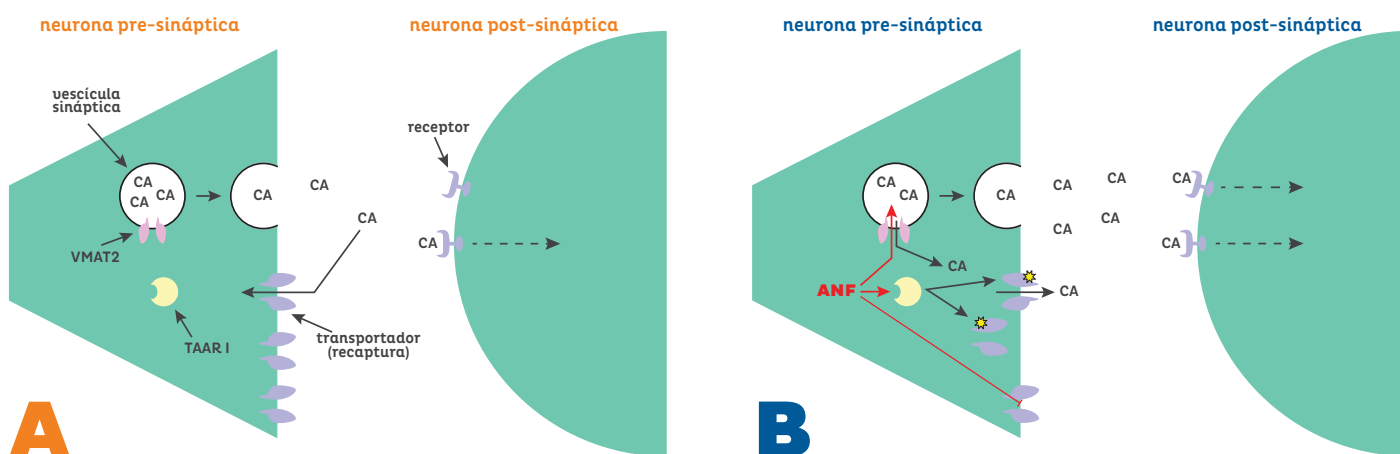 neurona pre-sináptica
neurona post-sináptica
vescícula
sináptica
receptor
CA
CA
CA
CA
CA
CA
CA
VMAT2
TAAR I
transportador
(recaptura)
A
neurona pre-sináptica
neurona post-sináptica
CA
CA
CA
CA
CA
CA
CA
CA
CA
CA
CA
ANF
B